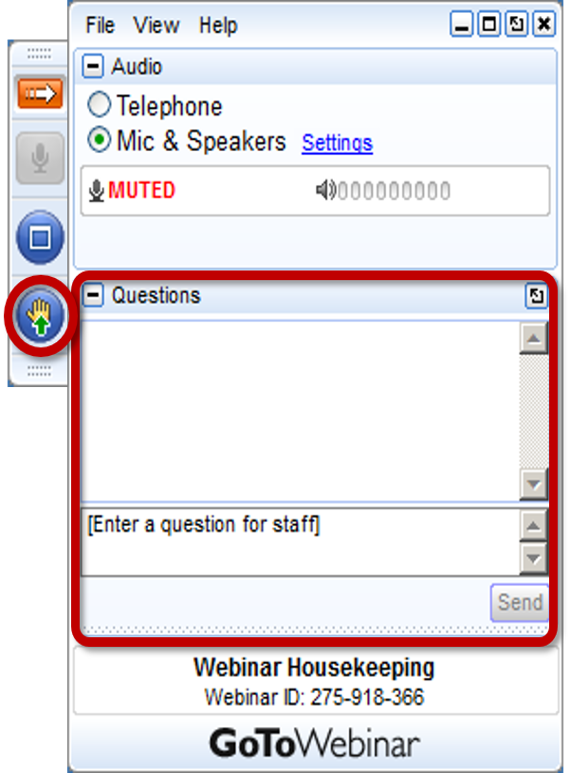 File View Help
Audio
Telephone
Mic & Speakers Settings
MUTED 000000000
Questions
[Enter a question for staff]
Send
Webinar Housekeeping
Webinar ID: 275-918-366
GoToWebinar